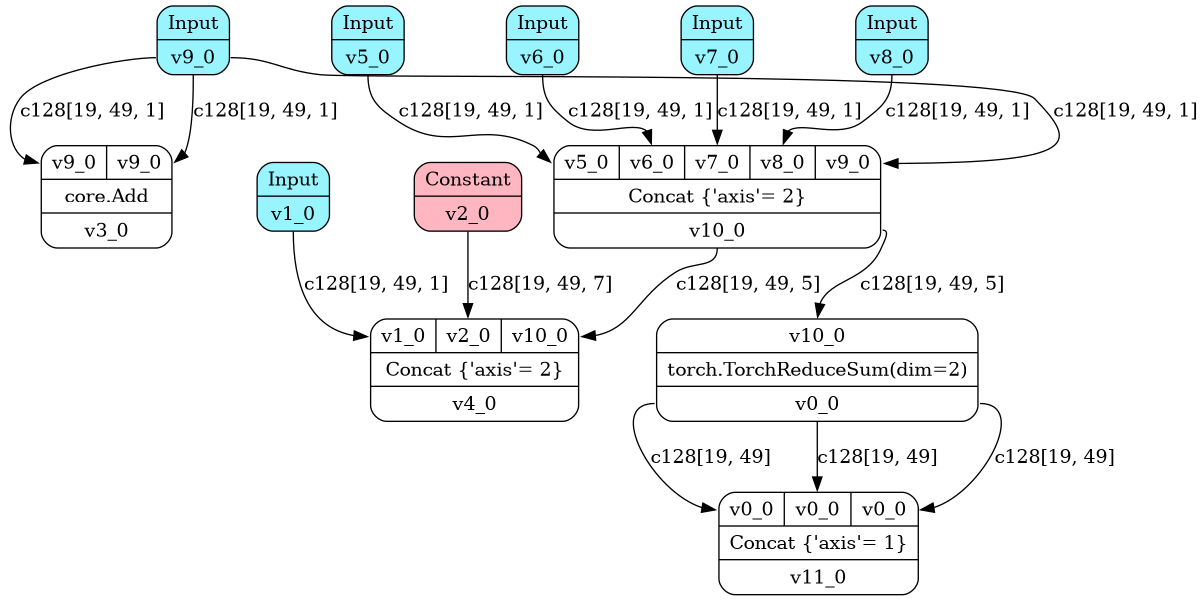 Input
v9_0
Input
v5_0
Input
v6_0
Input
v7_0
Input
v8_0
c128[19, 49, 1]
c128[19, 49, 1]
c128[19, 49, 1]
c128[19, 49, 1]
c128[19, 49, 1]
c128[19, 49, 1]
c128[19, 49, 1]
v9_0 v9_0
core.Add
v3_0
Input
v1_0
Constant
v2_0
v5_0 v6_0 v7_0 v8_0 v9_0
Concat {'axis'= 2}
v10_0
c128[19, 49, 1]
c128[19, 49, 7]
c128[19, 49, 5]
c128[19, 49, 5]
v1_0 v2_0 v10_0
Concat {'axis'= 2}
v4_0
v10_0
torch.TorchReduceSum(dim=2)
v0_0
c128[19, 49]
c128[19, 49]
c128[19, 49]
v0_0 v0_0 v0_0
Concat {'axis'= 1}
v11_0